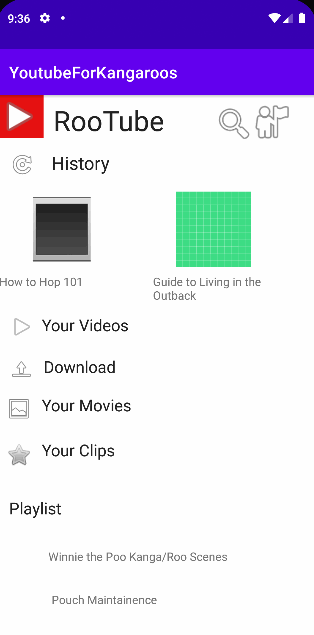 9:36
YoutubeForKangaroos
RooTube
History
How to Hop 101
Guide to Living in the
Outback
Your Videos
Download
Your Movies
Your Clips
Playlist
Winnie the Poo Kanga/Roo Scenes
Pouch Maintainence